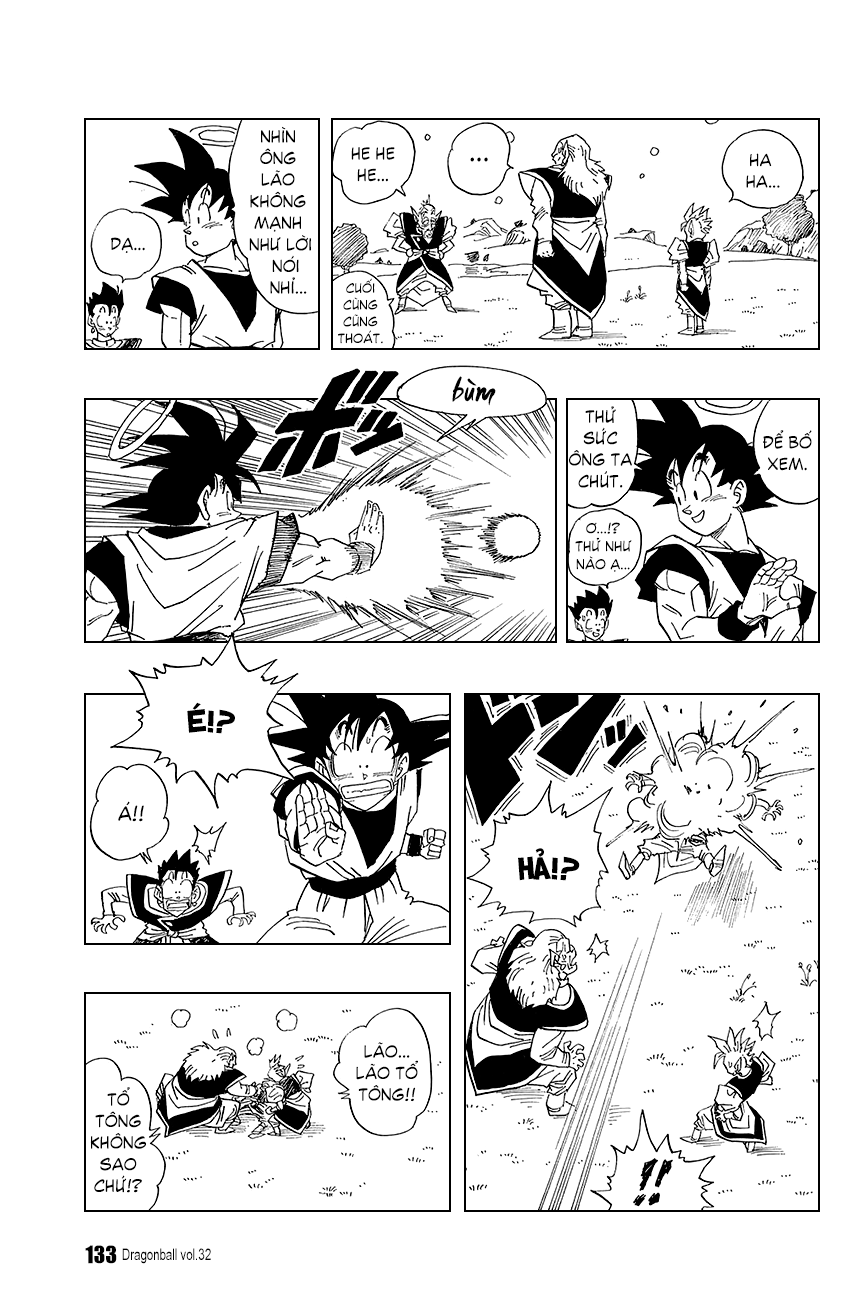 HA
HA...
...
HE HE
HE...
CUỐI
CÙNG
CŨNG
THOÁT.
NHÌN
ÔNG
LÃO
KHÔNG
MẠNH
NHƯ LỜI
NÓI
NHỈ...
DẠ...
ĐỂ BỐ
XEM.
THỬ
SỨC
ÔNG TA
CHÚT.
Ơ...!?
THỬ NHƯ
NÀO Ạ...
bùm
ボッ
HẢ!?
!!
É!?
Á!!
LÃO...
LÃO TỔ
TÔNG!!
TỔ
TÔNG
KHÔNG
SAO
CHỨ!?
133 Dragonball vol.32